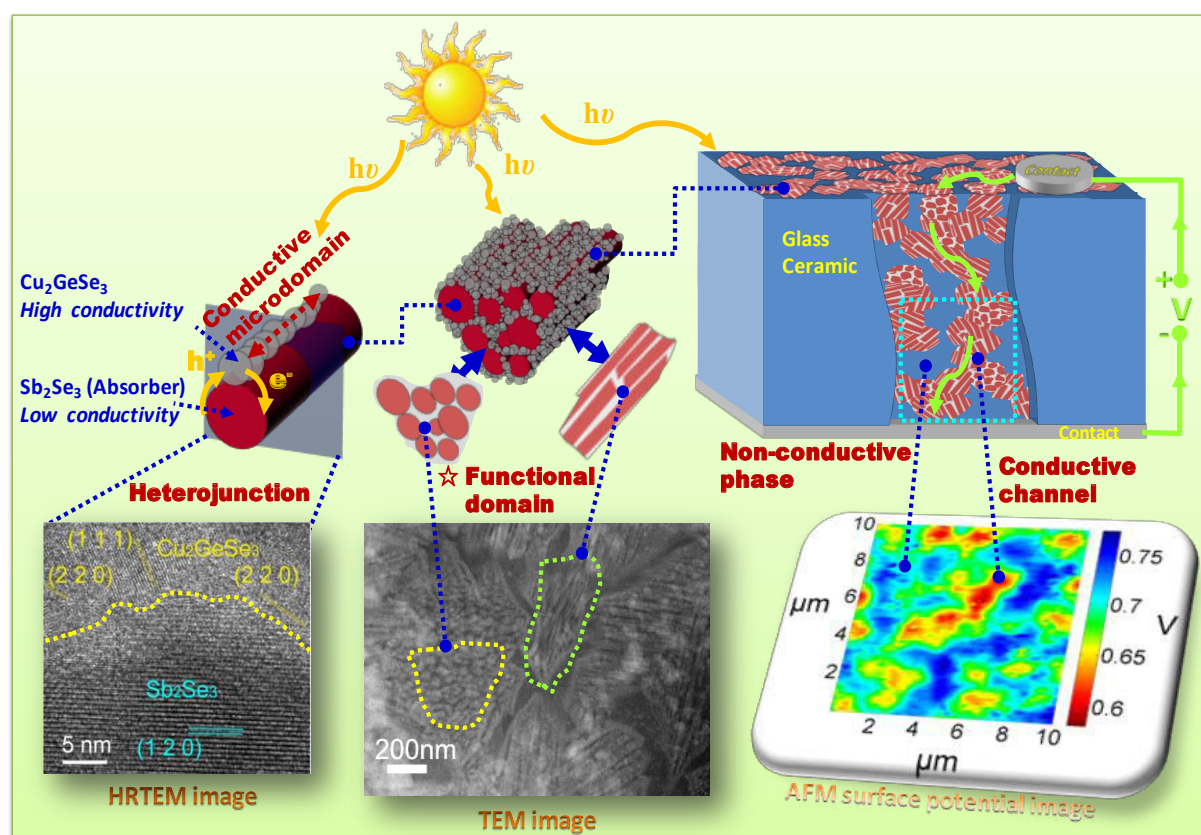 hυ
hυ
hυ
Contact
Glass
Ceramic
+
V
-
Contact
Cu₂GeSe₃
High conductivity
Conductive
microdomain
h⁺
e⁻
Sb₂Se₃ (Absorber)
Low conductivity
Heterojunction
☆ Functional
domain
Non-conductive
phase
Conductive
channel
(1 1 1)
Cu₂GeSe₃
(2 2 0)
(2 2 0)
Sb₂Se₃
5 nm
(1 2 0)
HRTEM image
200nm
TEM image
10
8
μm
6
4
2
2
4
6
8
10
μm
0.75
0.7
V
0.65
0.6
AFM surface potential image